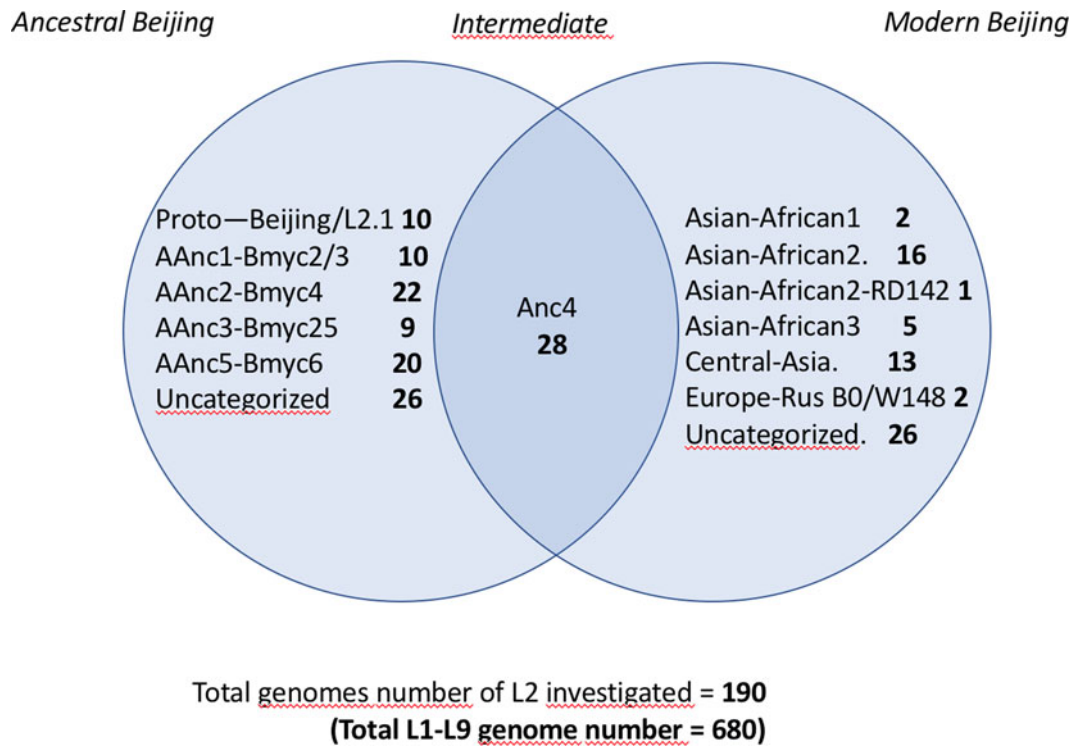 Ancestral Beijing
Intermediate
Modern Beijing
Proto—Beijing/L2.1 10
AAnc1-Bmyc2/3 10
AAnc2-Bmyc4 22
AAnc3-Bmyc25 9
AAnc5-Bmyc6 20
Uncategorized 26
Anc4
28
Asian-African1 2
Asian-African2. 16
Asian-African2-RD142 1
Asian-African3 5
Central-Asia. 13
Europe-Rus B0/W148 2
Uncategorized. 26
Total genomes number of L2 investigated = 190
(Total L1-L9 genome number = 680)